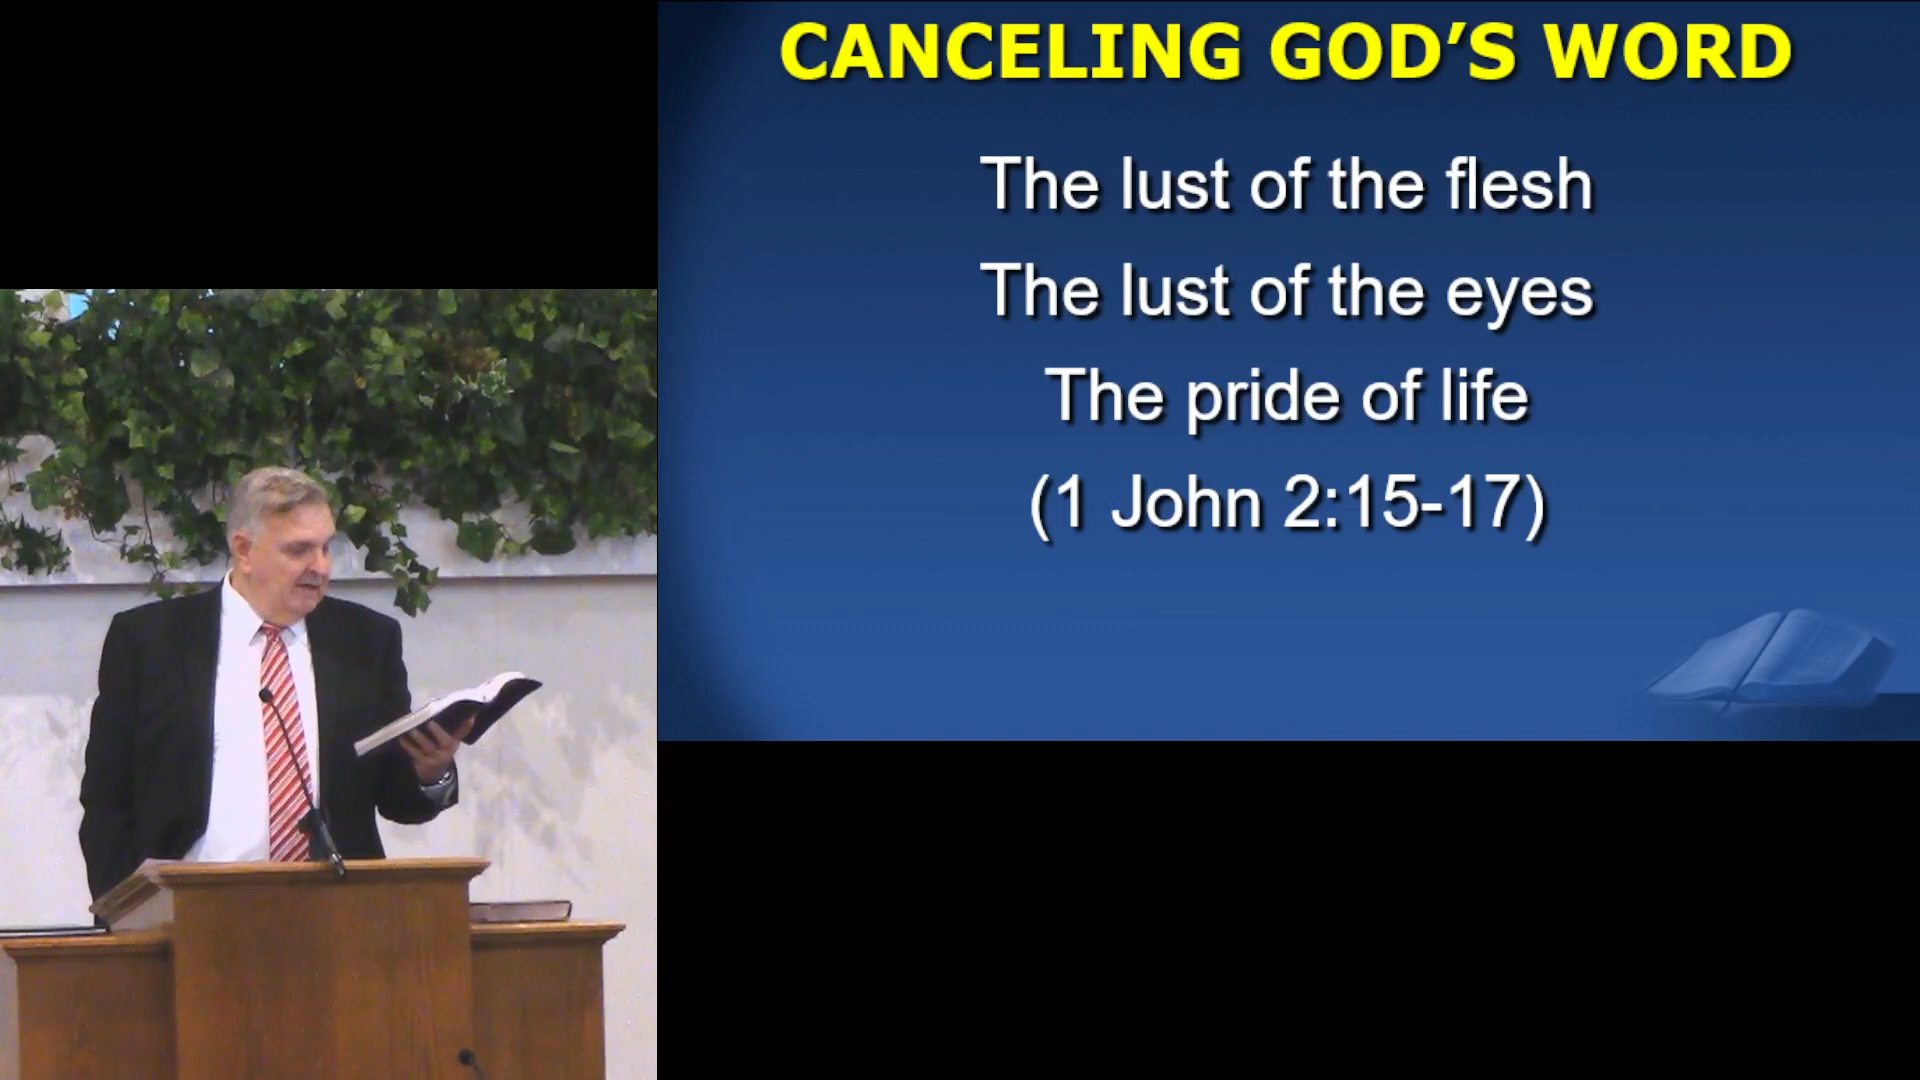 CANCELING GOD’S WORD
The lust of the flesh
The lust of the eyes
The pride of life
(1 John 2:15-17)